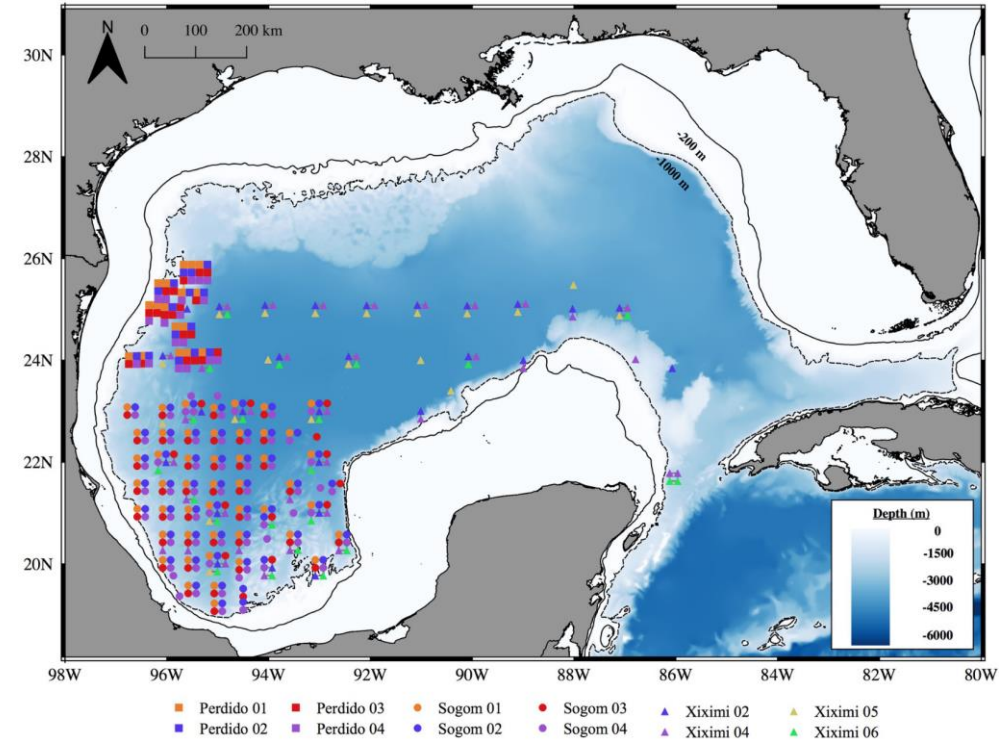 N
0 100 200 km
30N
28N
26N
24N
22N
20N
-200 m
-1000 m
Depth (m)
0
-1500
-3000
-4500
-6000
98W 96W 94W 92W 90W 88W 86W 84W 82W 80W
Perdido 01 Perdido 03 Sogom 01 Sogom 03 Xiximi 02 Xiximi 05
Perdido 02 Perdido 04 Sogom 02 Sogom 04 Xiximi 04 Xiximi 06